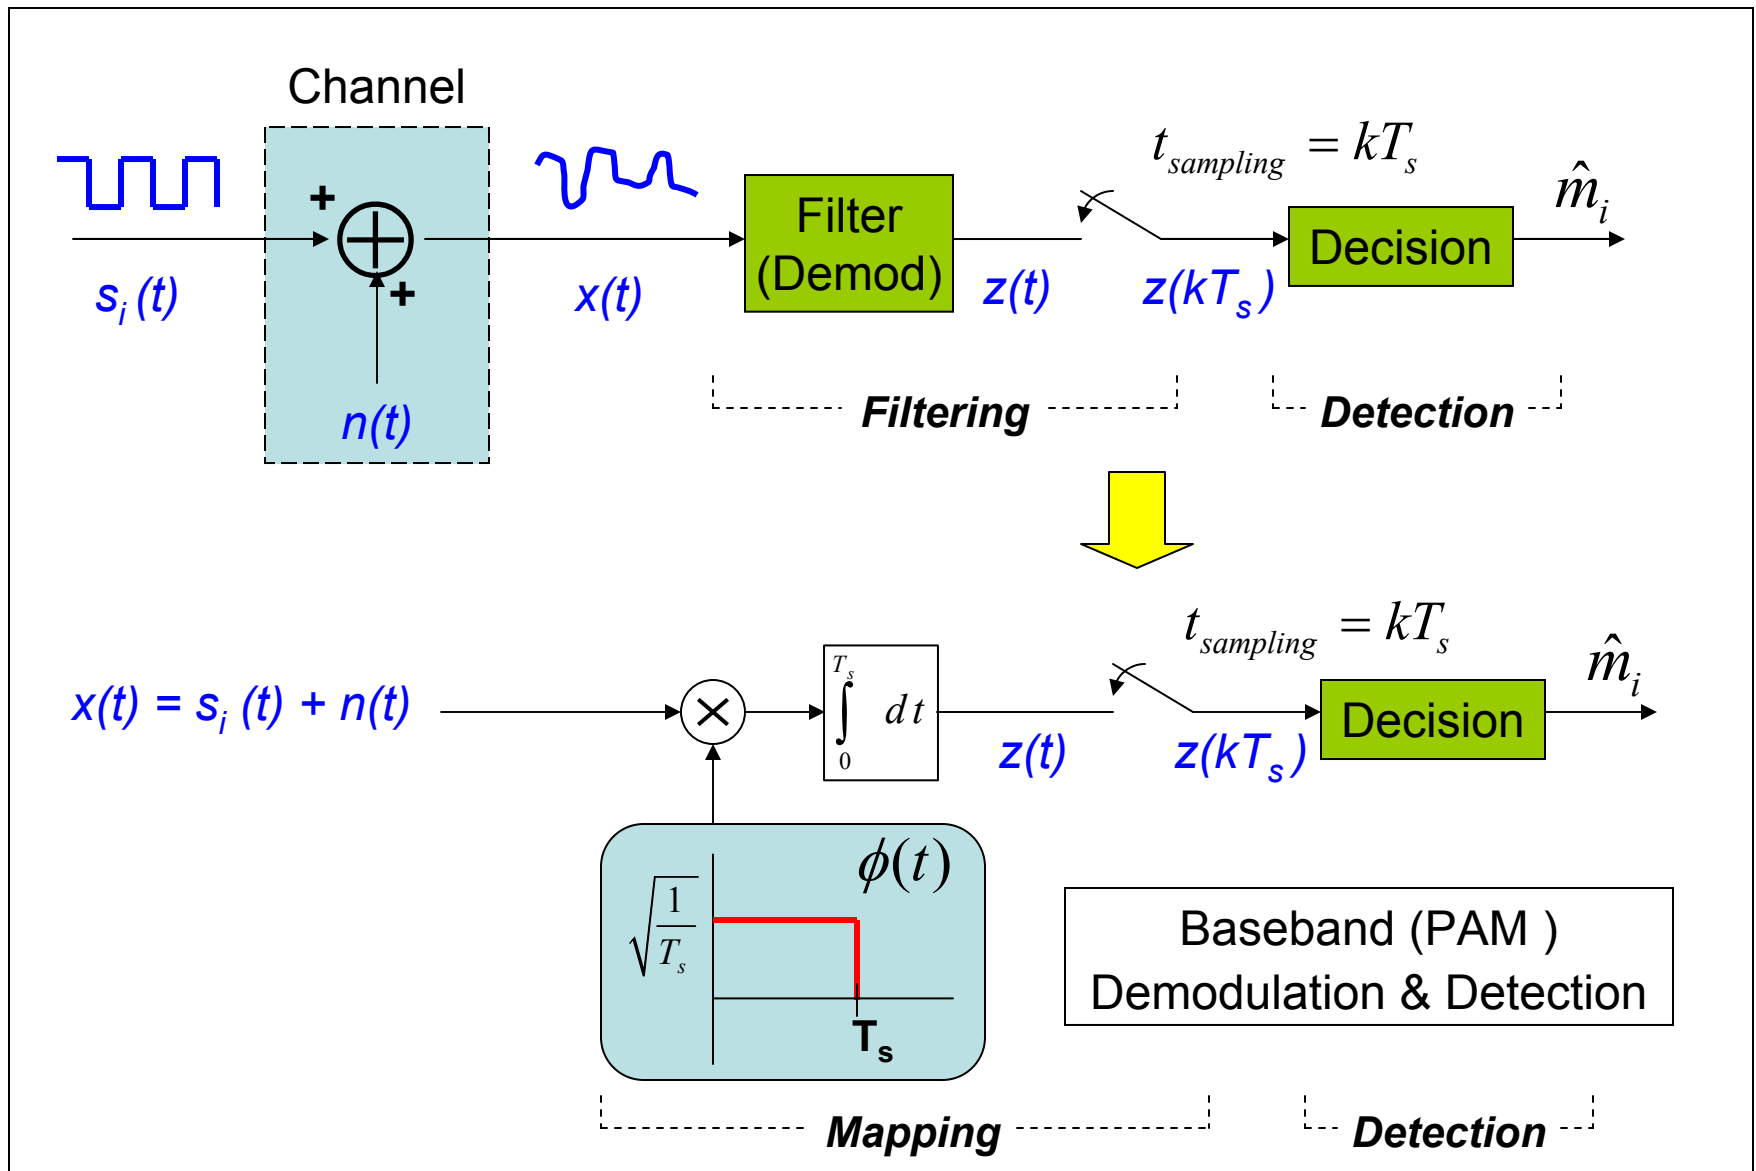 Channel
t_sampling = kT_s
m̂_i
+
Filter
(Demod)
Decision
s_i (t)
+
x(t)
z(t)
z(kT_s)
n(t)
Filtering
Detection
t_sampling = kT_s
m̂_i
x(t) = s_i (t) + n(t)
∫_0^{T_s} dt
Decision
z(t)
z(kT_s)
ϕ(t)
√(1/T_s)
T_s
Baseband (PAM )
Demodulation & Detection
Mapping
Detection